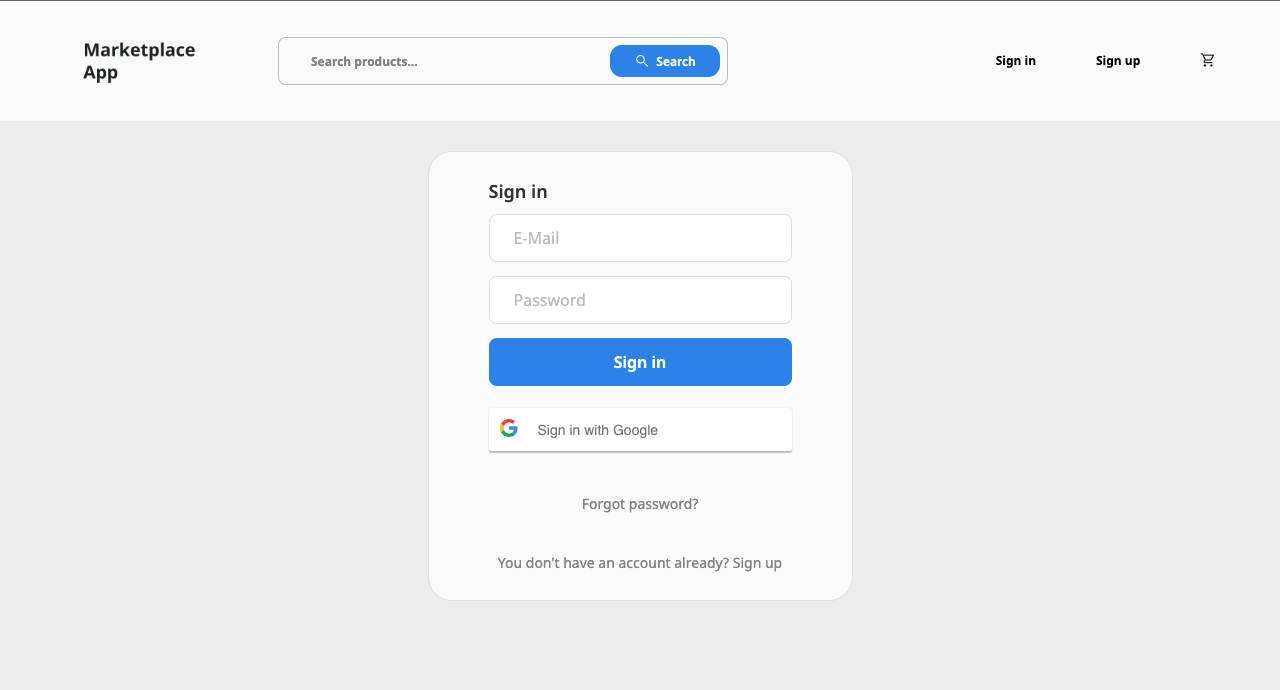 Marketplace
App
Search products...
Search
Sign in
Sign up
Sign in
E-Mail
Password
Sign in
Sign in with Google
Forgot password?
You don't have an account already? Sign up